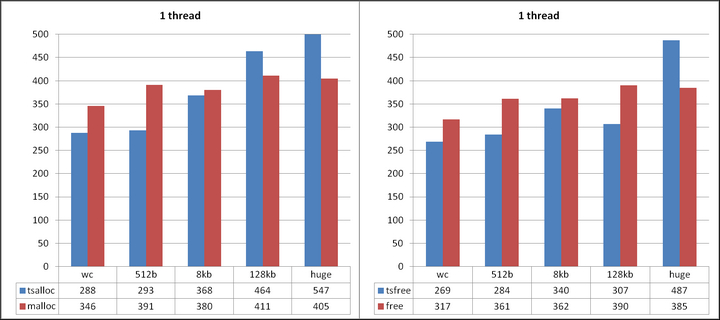 1 thread
500
450
400
350
300
250
200
150
100
50
0
wc 512b 8kb 128kb huge
tsalloc 288 293 368 464 547
malloc 346 391 380 411 405
1 thread
500
450
400
350
300
250
200
150
100
50
0
wc 512b 8kb 128kb huge
tsfree 269 284 340 307 487
free 317 361 362 390 385